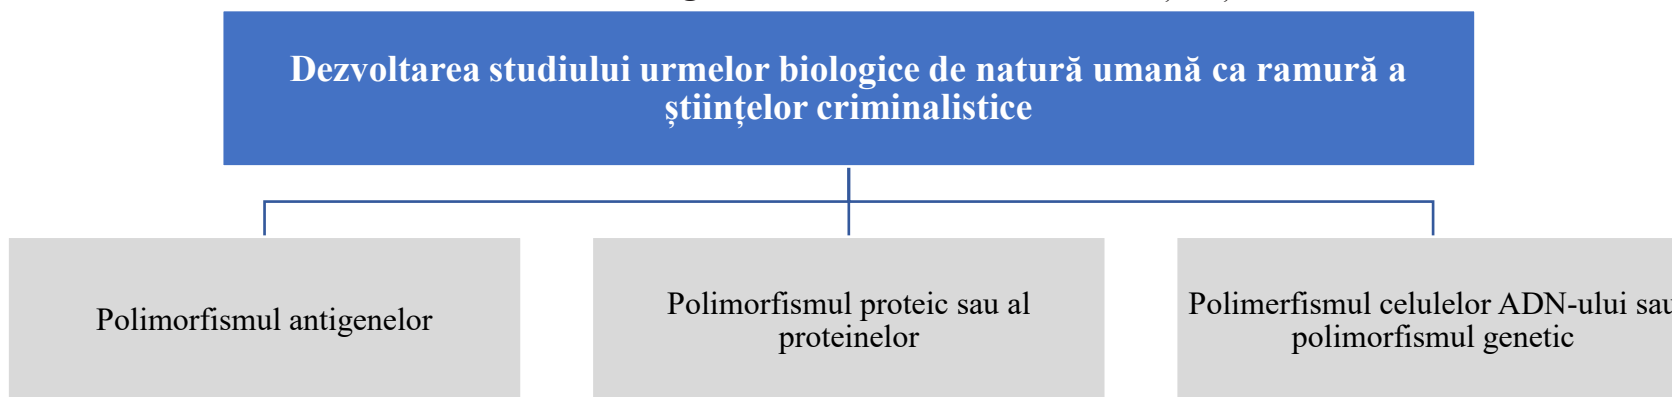 Dezvoltarea studiului urmelor biologice de natură umană ca ramură a
științelor criminalistice
Polimorfismul antigenelor
Polimorfismul proteic sau al
proteinelor
Polimerfismul celulelor ADN-ului sau
polimorfismul genetic